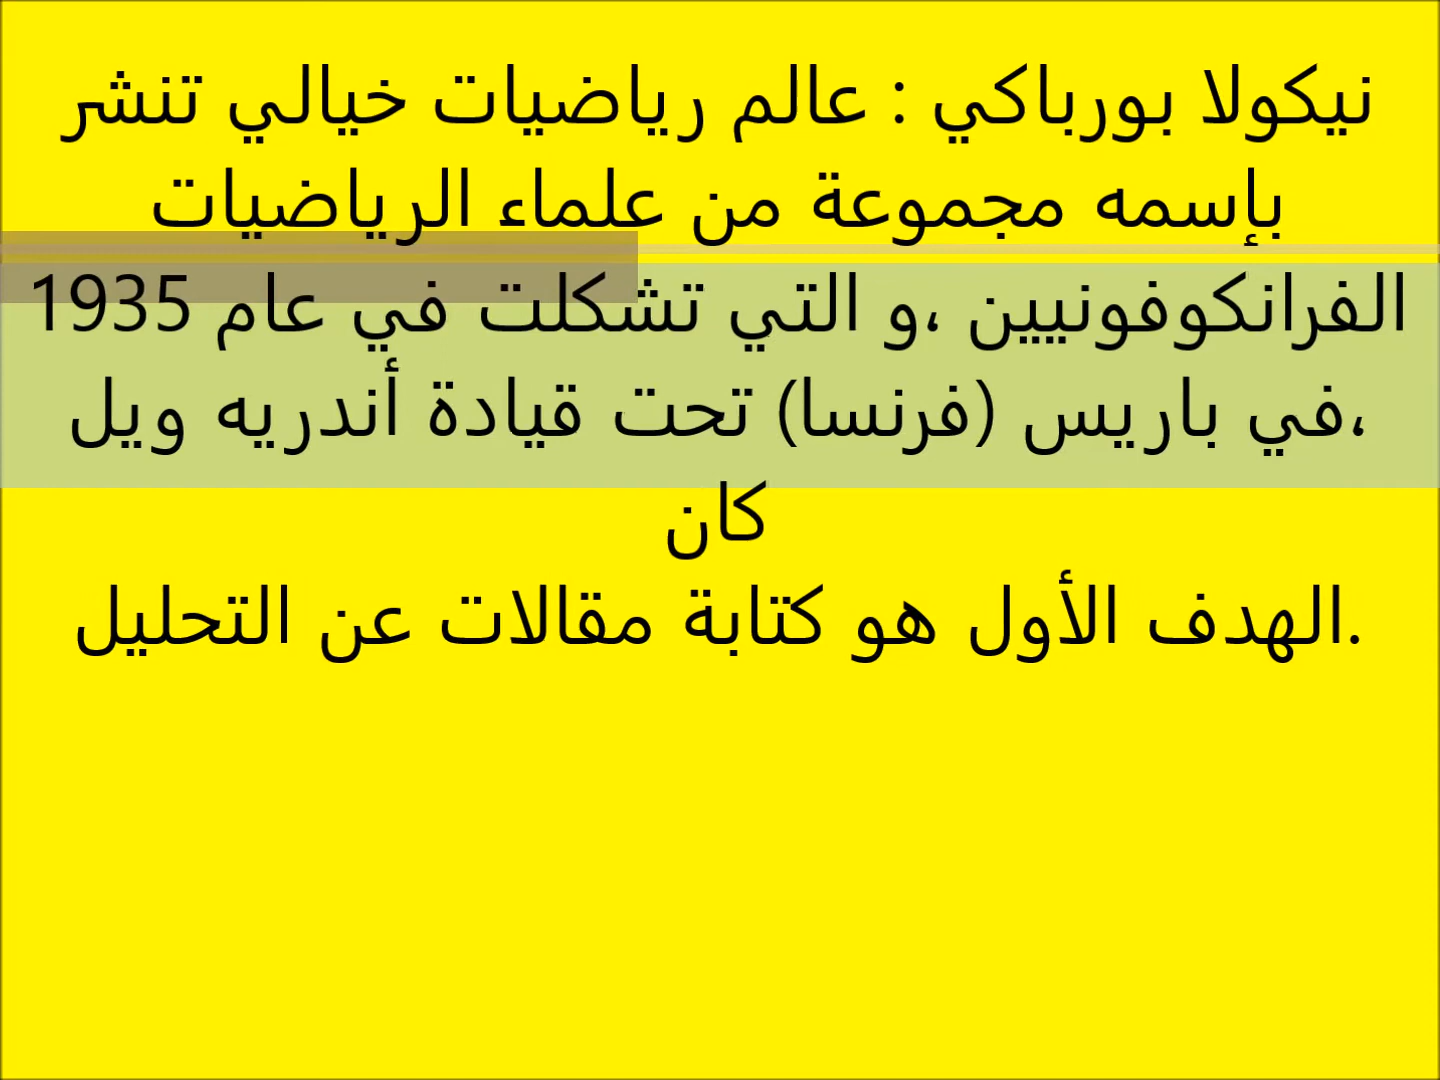 نيكولا بورباكي : عالم رياضيات خيالي تنشر
بإسمه مجموعة من علماء الرياضيات
الفرانكوفونيين ،و التي تشكلت في عام 1935
،في باريس (فرنسا) تحت قيادة أندريه ويل
كان
.الهدف الأول هو كتابة مقالات عن التحليل